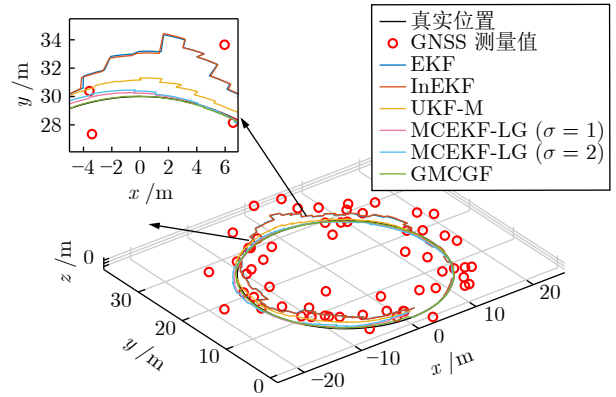 34
32
30
28
y /m
−4 −2 0 2 4 6
x /m
真实位置
GNSS 测量值
EKF
InEKF
UKF-M
MCEKF-LG (σ = 1)
MCEKF-LG (σ = 2)
GMCGF
z /m
0
30
20
10
0
y /m
−20
−10
0
10
20
x /m